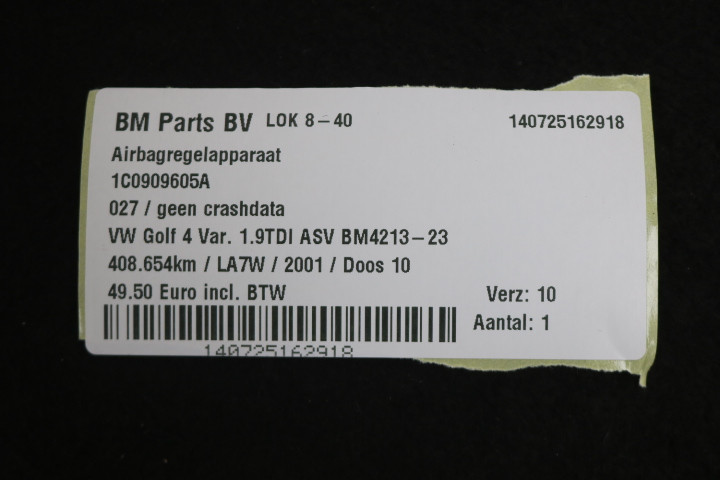 BM Parts BV LOK 8-40 140725162918
Airbagregelapparaat
1C0909605A
027 / geen crashdata
VW Golf 4 Var. 1.9TDI ASV BM4213-23
408.654km / LA7W / 2001 / Doos 10
49.50 Euro incl. BTW Verz: 10
Aantal: 1
140725162918